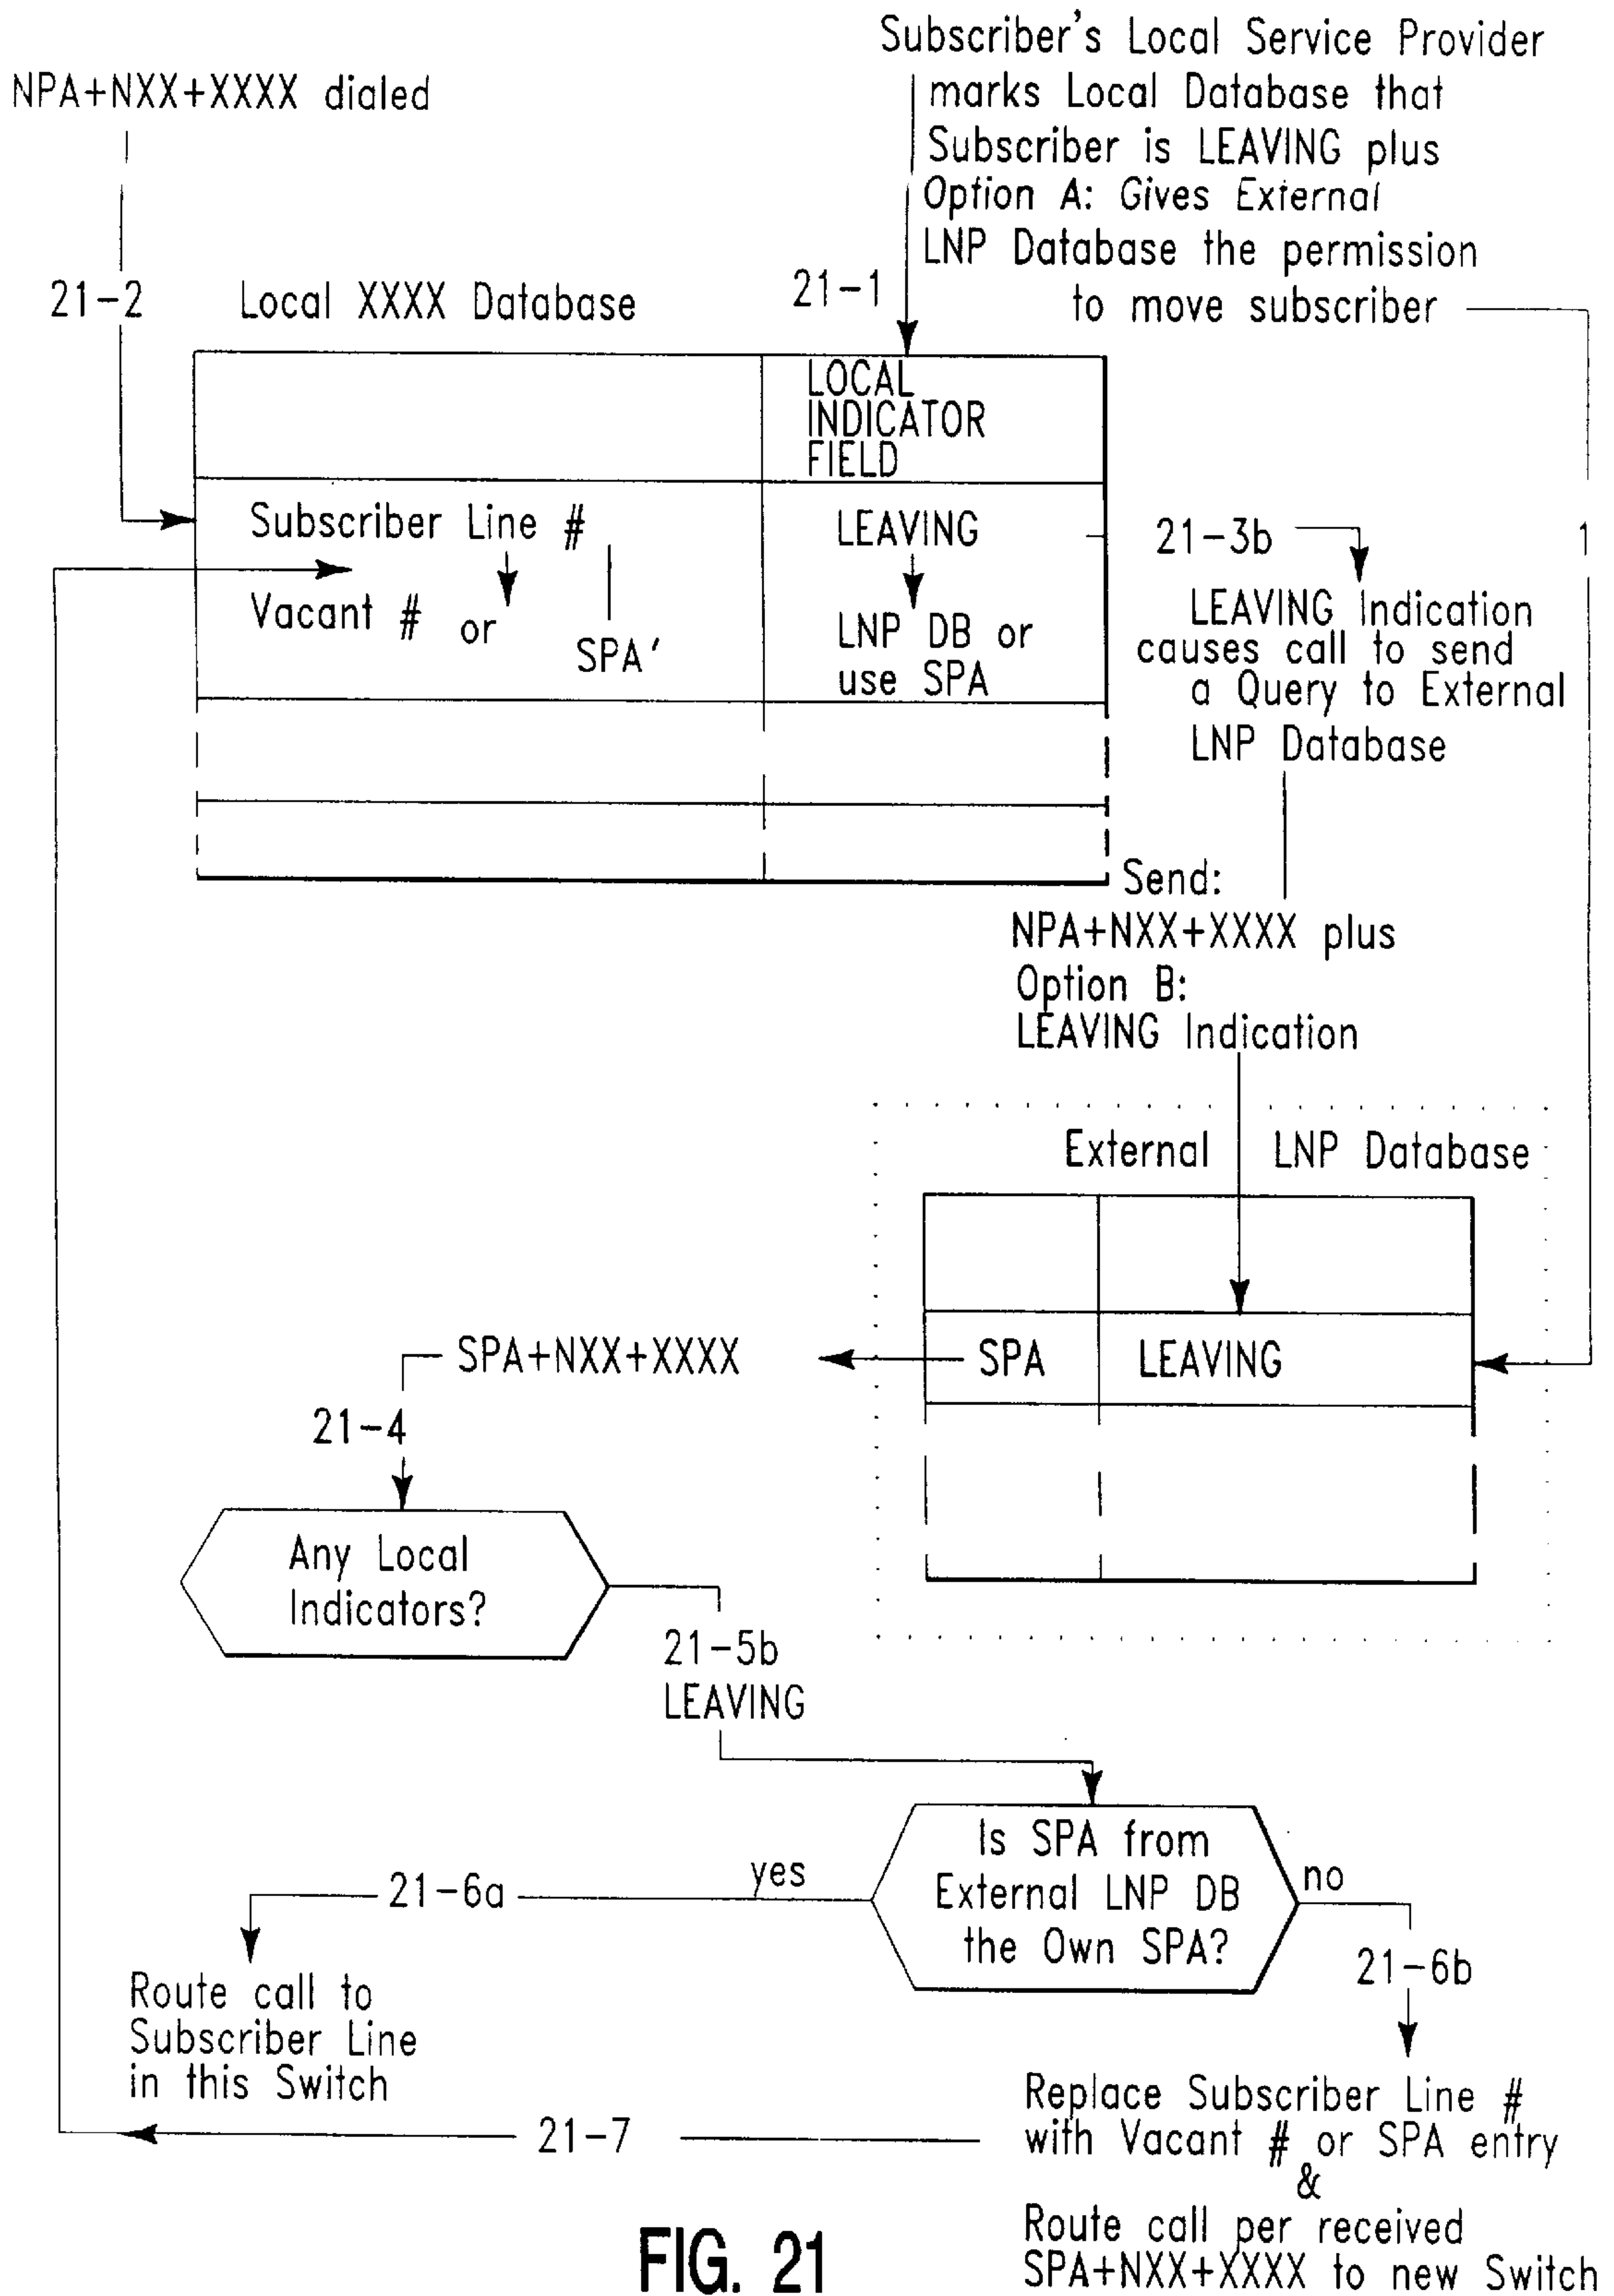 Subscriber's Local Service Provider
marks Local Database that
Subscriber is LEAVING plus
Option A: Gives External
LNP Database the permission
to move subscriber
NPA+NXX+XXXX dialed
21-2
Local XXXX Database
21-1
LOCAL
INDICATOR
FIELD
Subscriber Line #
Vacant # or
SPA'
LEAVING
LNP DB or
use SPA
21-3b
1
LEAVING Indication
causes call to send
a Query to External
LNP Database
Send:
NPA+NXX+XXXX plus
Option B:
LEAVING Indication
External LNP Database
SPA
LEAVING
SPA+NXX+XXXX
21-4
Any Local
Indicators?
21-5b
LEAVING
Is SPA from
External LNP DB
the Own SPA?
yes
no
21-6a
21-6b
Route call to
Subscriber Line
in this Switch
Replace Subscriber Line #
with Vacant # or SPA entry
&
Route call per received
SPA+NXX+XXXX to new Switch
21-7
FIG. 21